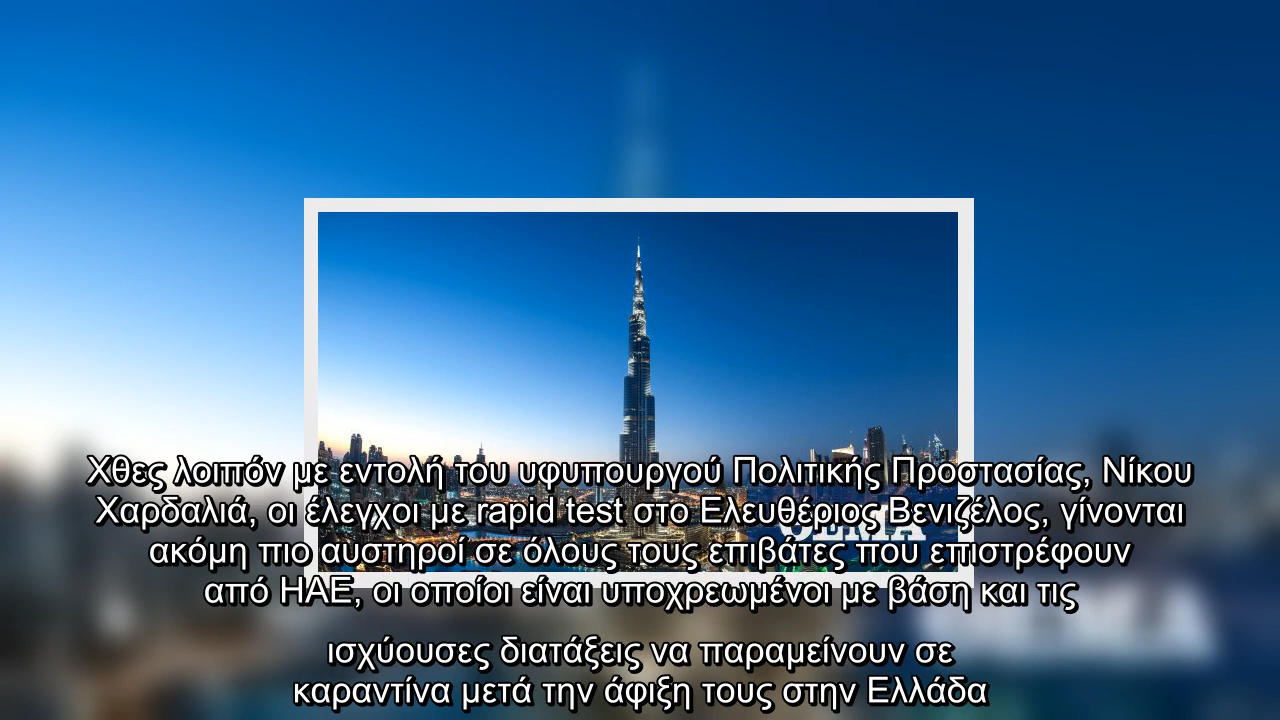 Χθες λοιπόν με εντολή του υφυπουργού Πολιτικής Προστασίας, Νίκου
Χαρδαλιά, οι έλεγχοι με rapid test στο Ελευθέριος Βενιζέλος, γίνονται
ακόμη πιο αυστηροί σε όλους τους επιβάτες που επιστρέφουν
από ΗΑΕ, οι οποίοι είναι υποχρεωμένοι με βάση και τις
ισχύουσες διατάξεις να παραμείνουν σε
καραντίνα μετά την άφιξη τους στην Ελλάδα
ΘΕΜΑ